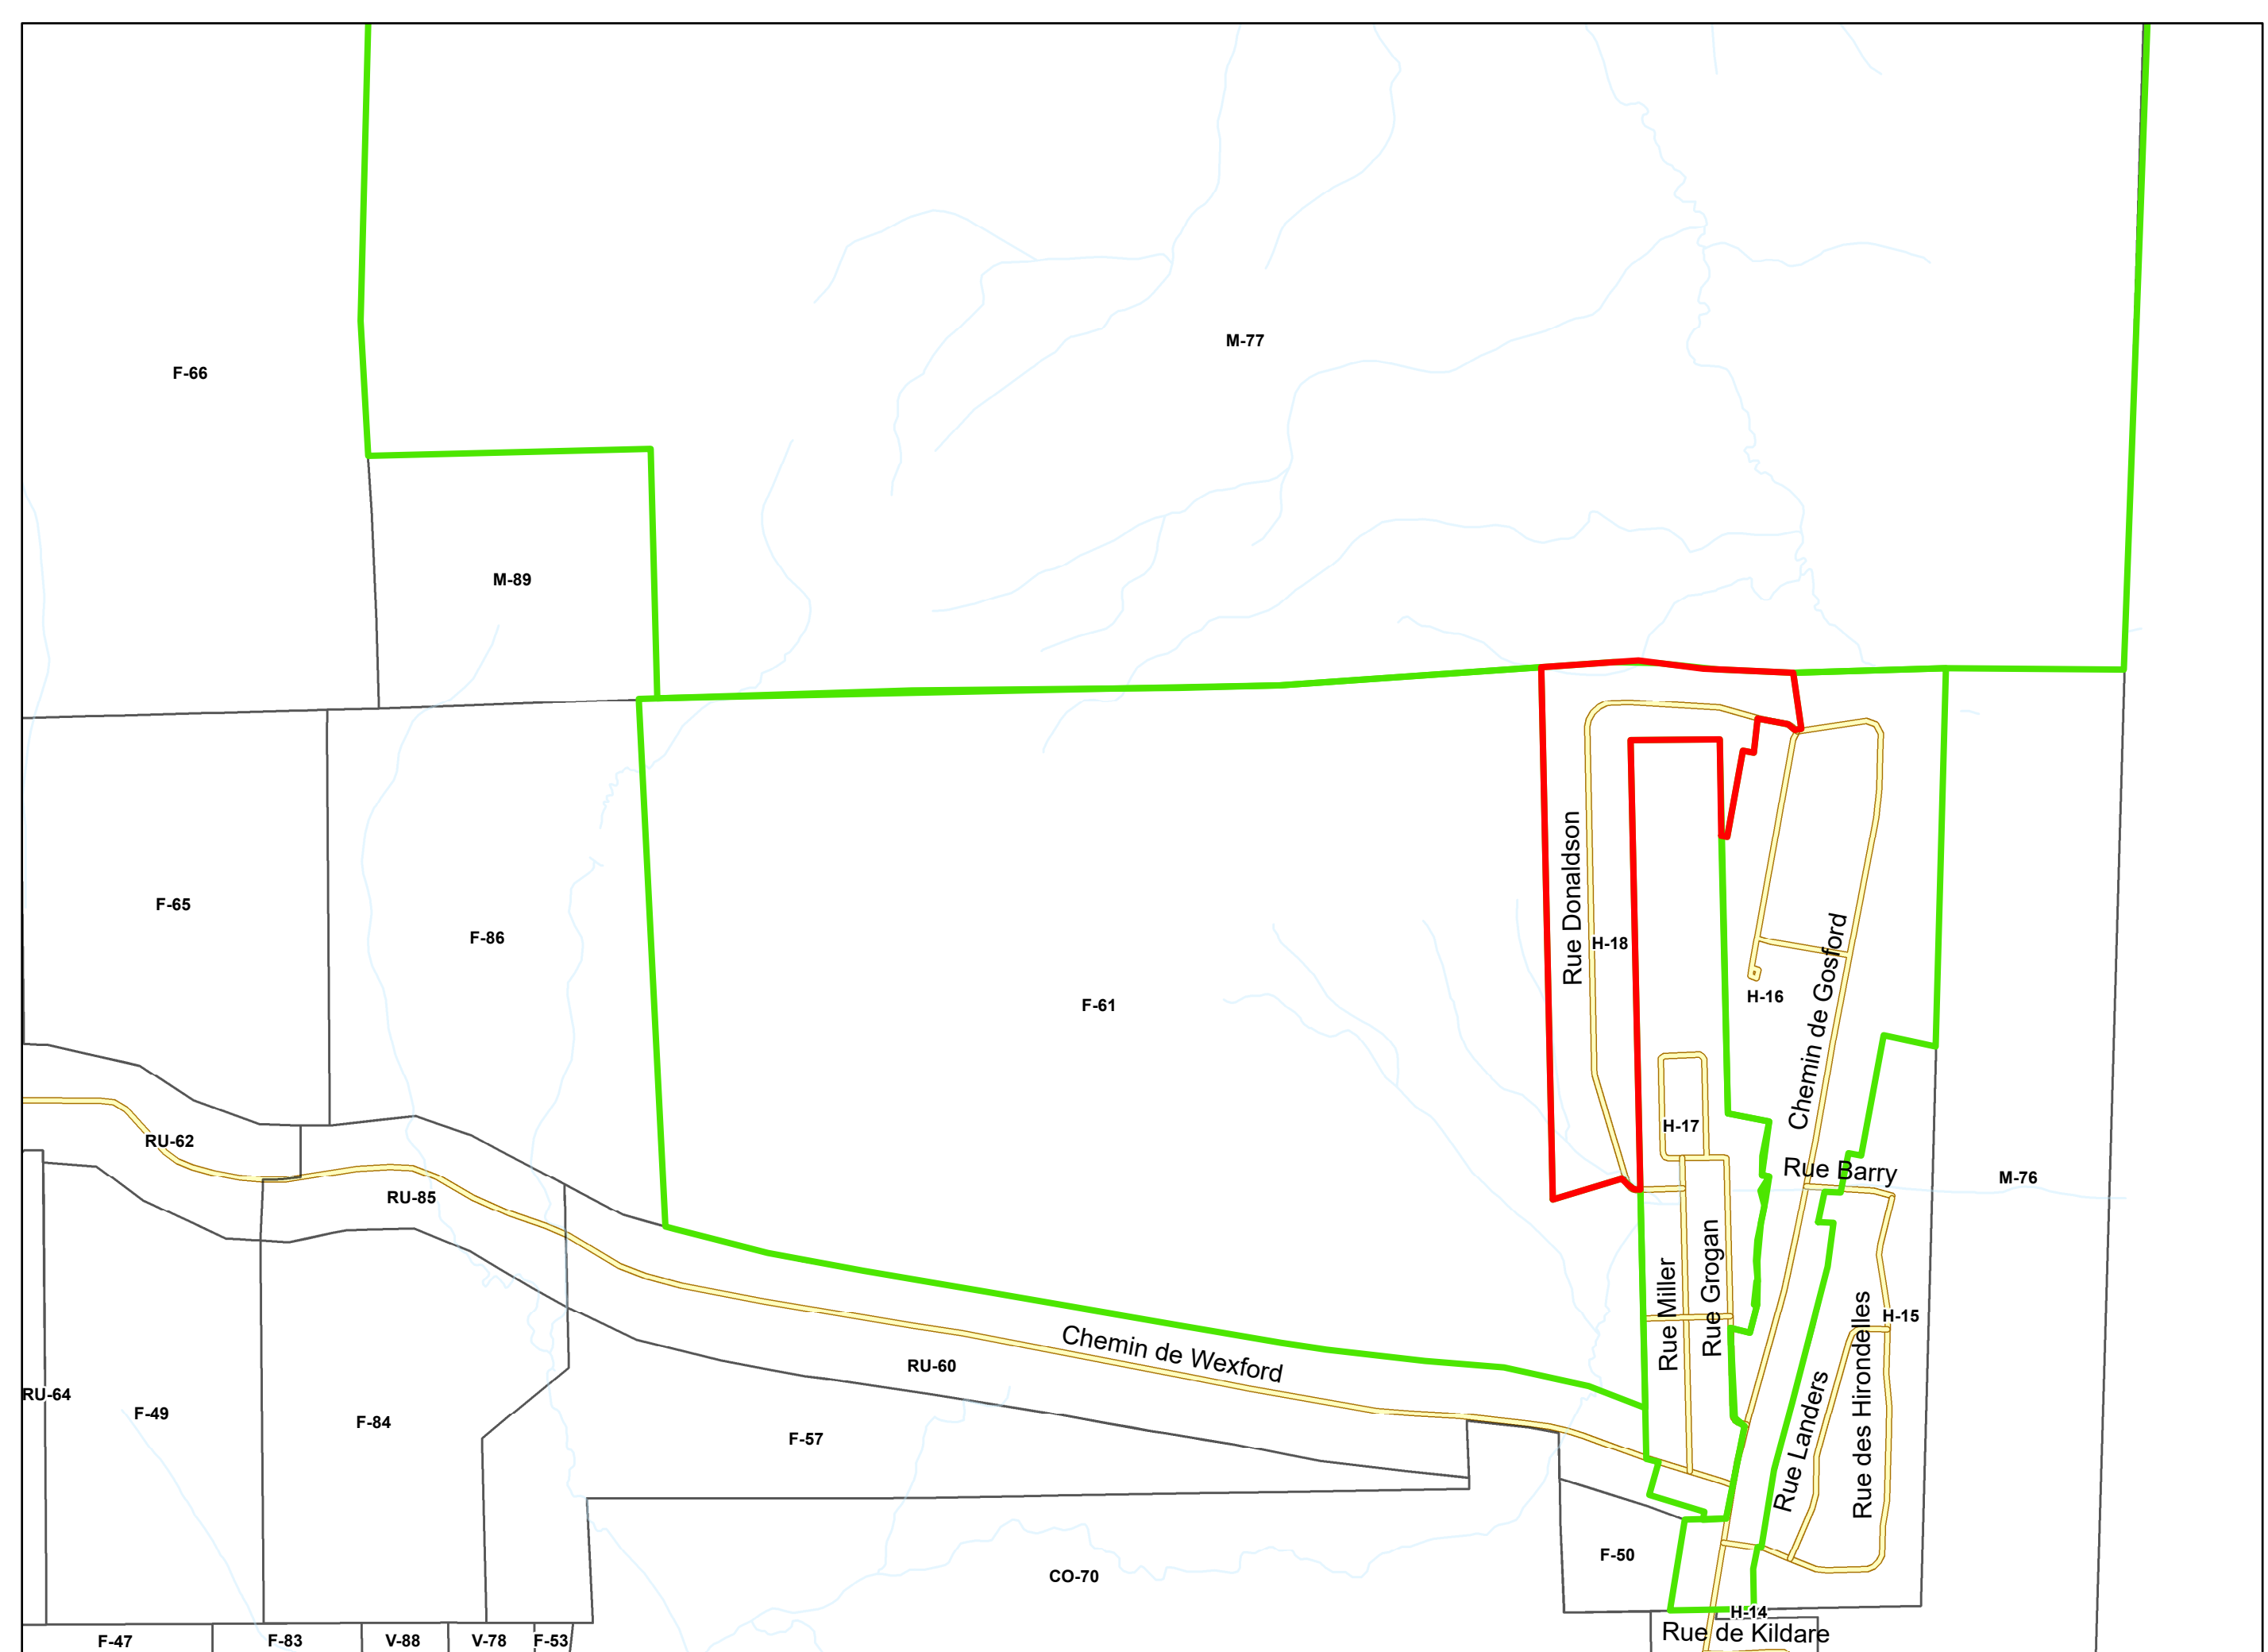 M-77
F-66
M-89
Rue Donaldson
F-65
F-86
H-18
Chemin de Gosford
H-16
F-61
H-17
RU-62
Rue Barry
M-76
RU-85
Rue Miller
Rue Grogan
H-15
Chemin de Wexford
RU-60
Rue Landers
Rue des Hirondelles
RU-64
F-49
F-84
F-57
F-50
CO-70
H-14
Rue de Kildare
F-47
F-83
V-88
V-78
F-53